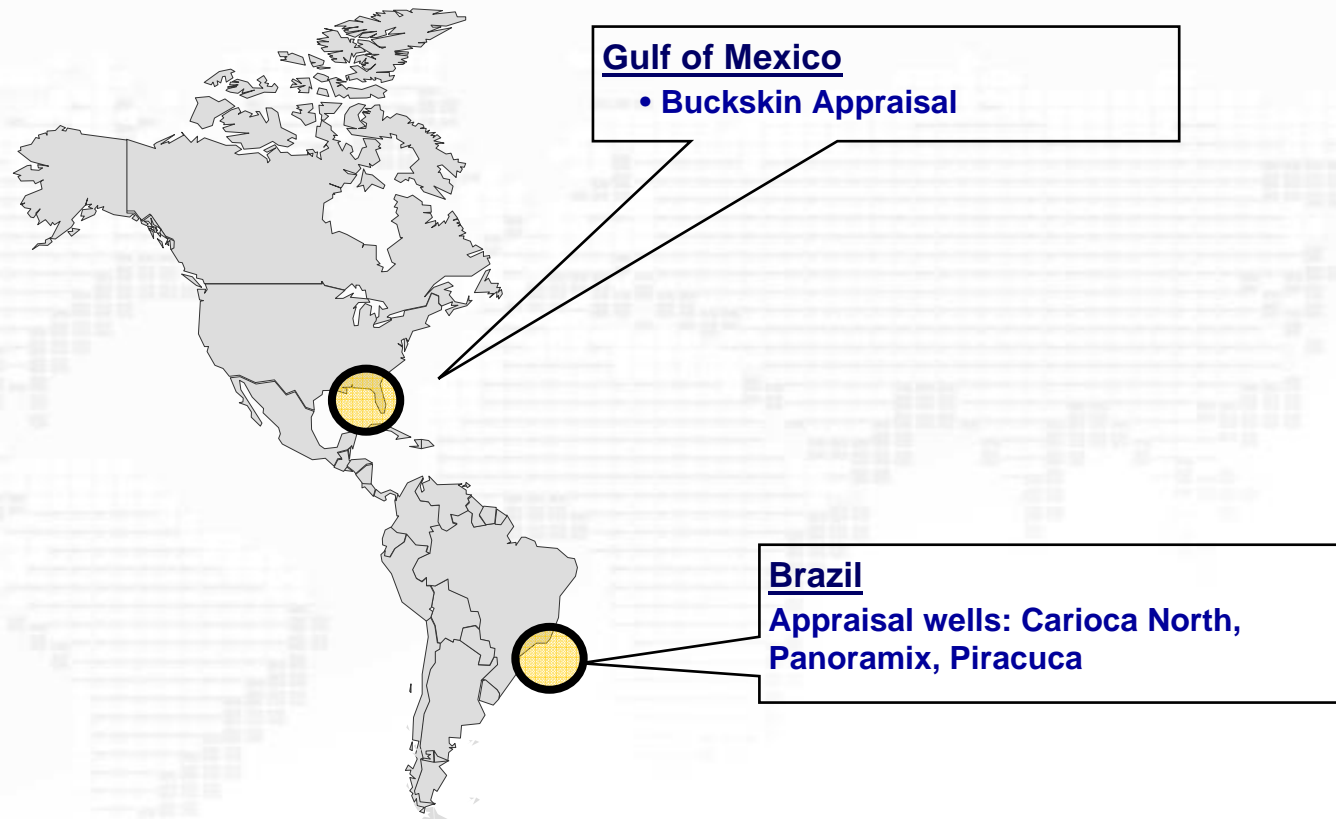 Gulf of Mexico
• Buckskin Appraisal
Brazil
Appraisal wells: Carioca North,
Panoramix, Piracuca